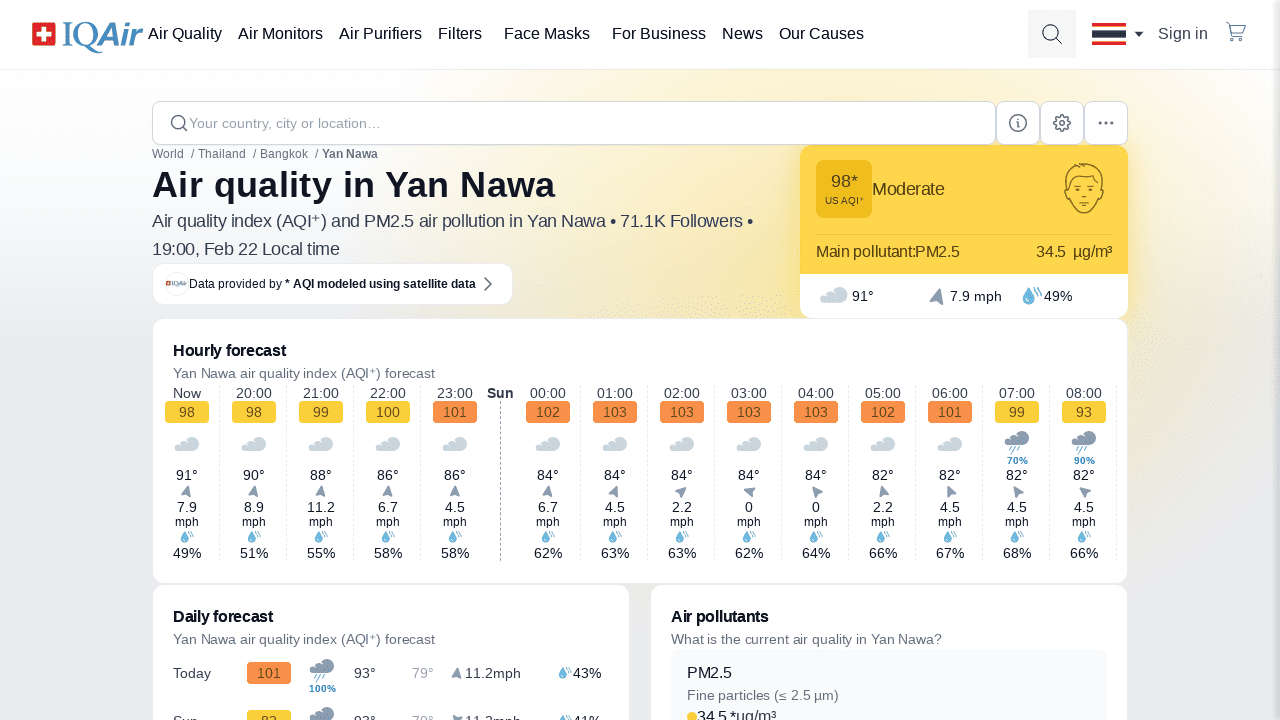 IQAir Air Quality Air Monitors Air Purifiers Filters Face Masks For Business News Our Causes Sign in
Your country, city or location…
World / Thailand / Bangkok / Yan Nawa
Air quality in Yan Nawa
Air quality index (AQI⁺) and PM2.5 air pollution in Yan Nawa • 71.1K Followers •
19:00, Feb 22 Local time
IQAir Data provided by * AQI modeled using satellite data
98*
US AQI⁺
Moderate
Main pollutant:PM2.5 34.5 µg/m³
91° 7.9 mph 49%
Hourly forecast
Yan Nawa air quality index (AQI⁺) forecast
Now 20:00 21:00 22:00 23:00 Sun 00:00 01:00 02:00 03:00 04:00 05:00 06:00 07:00 08:00
98 98 99 100 101 102 103 103 103 103 102 101 99 93
70% 90%
91° 90° 88° 86° 86° 84° 84° 84° 84° 84° 82° 82° 82° 82°
7.9 8.9 11.2 6.7 4.5 6.7 4.5 2.2 0 0 2.2 4.5 4.5 4.5
mph mph mph mph mph mph mph mph mph mph mph mph mph mph
49% 51% 55% 58% 58% 62% 63% 63% 62% 64% 66% 67% 68% 66%
Daily forecast
Yan Nawa air quality index (AQI⁺) forecast
Today 101 100% 93° 79° 11.2mph 43%
Sun 82 93° 79° 11.2mph 41%
Air pollutants
What is the current air quality in Yan Nawa?
PM2.5
Fine particles (≤ 2.5 µm)
34.5 *µg/m³